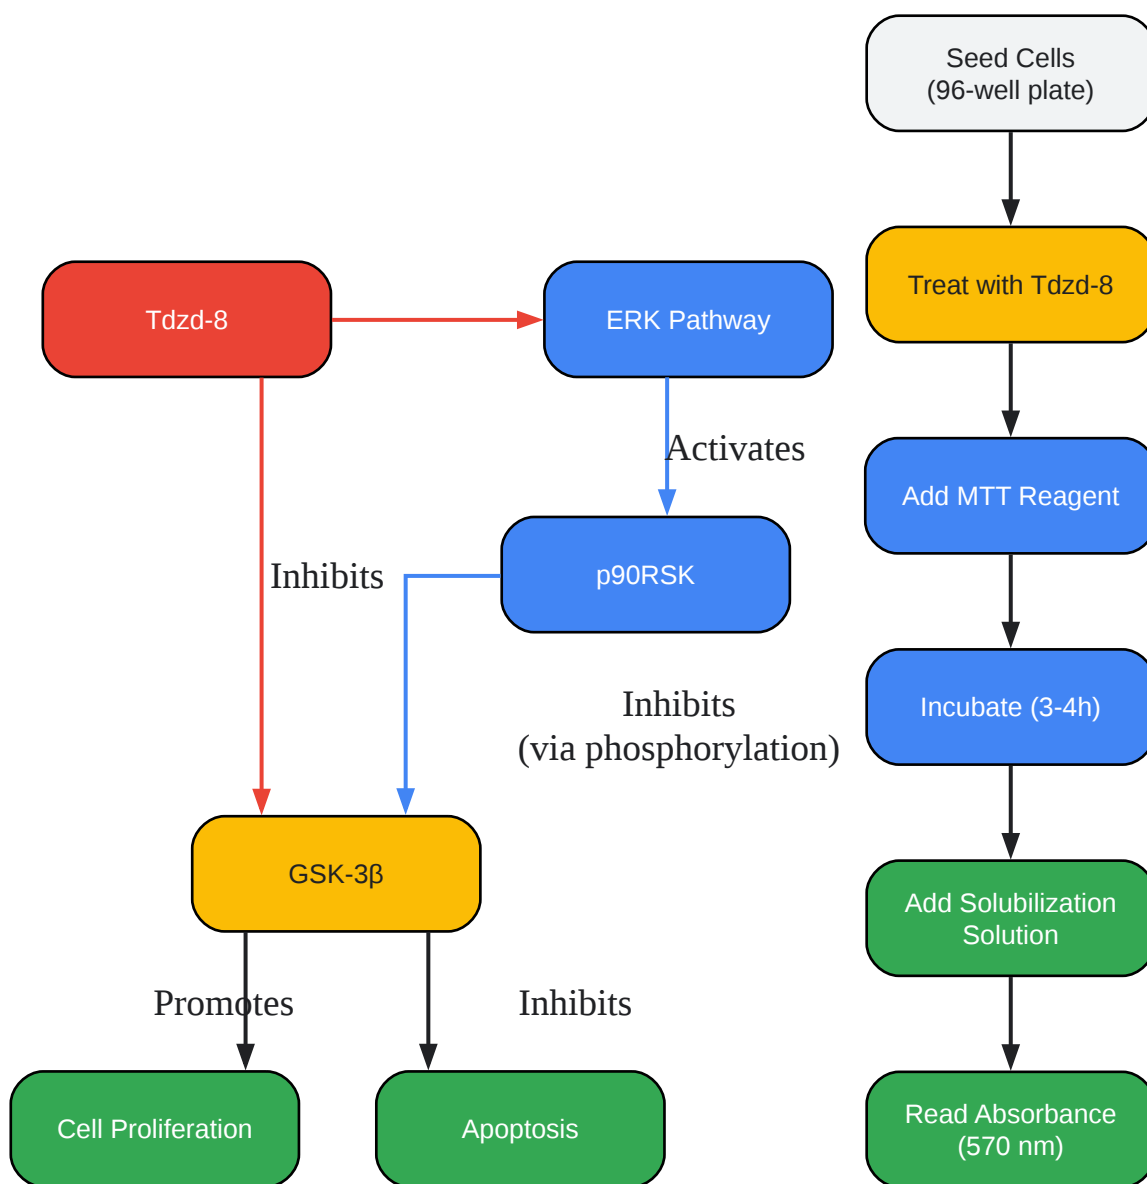 Tdzd-8
ERK Pathway
Activates
Inhibits
p90RSK
Inhibits
(via phosphorylation)
GSK-3β
Promotes
Inhibits
Cell Proliferation
Apoptosis
Seed Cells
(96-well plate)
Treat with Tdzd-8
Add MTT Reagent
Incubate (3-4h)
Add Solubilization
Solution
Read Absorbance
(570 nm)